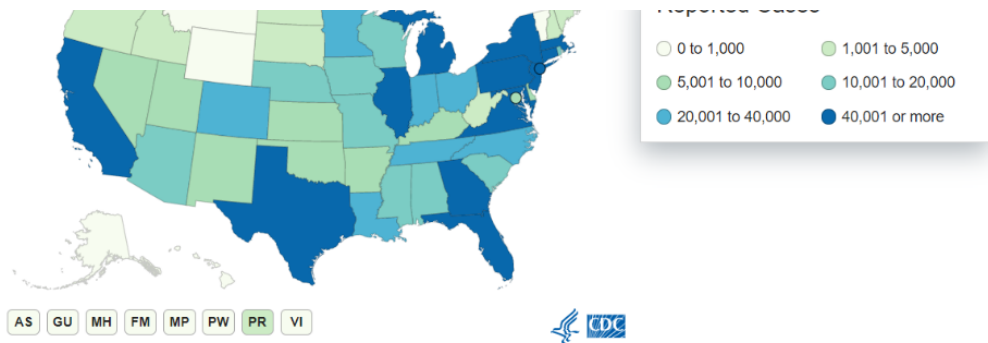 Reported Cases
0 to 1,000
1,001 to 5,000
5,001 to 10,000
10,001 to 20,000
20,001 to 40,000
40,001 or more
AS GU MH FM MP PW PR VI
CDC